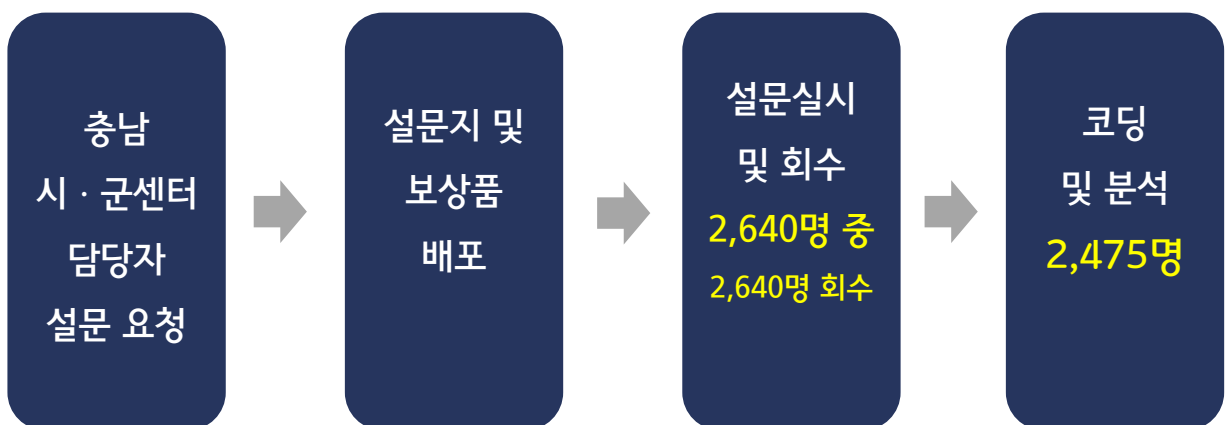 충남
시 · 군센터
담당자
설문 요청
설문지 및
보상품
배포
설문실시
및 회수
2,640명 중
2,640명 회수
코딩
및 분석
2,475명